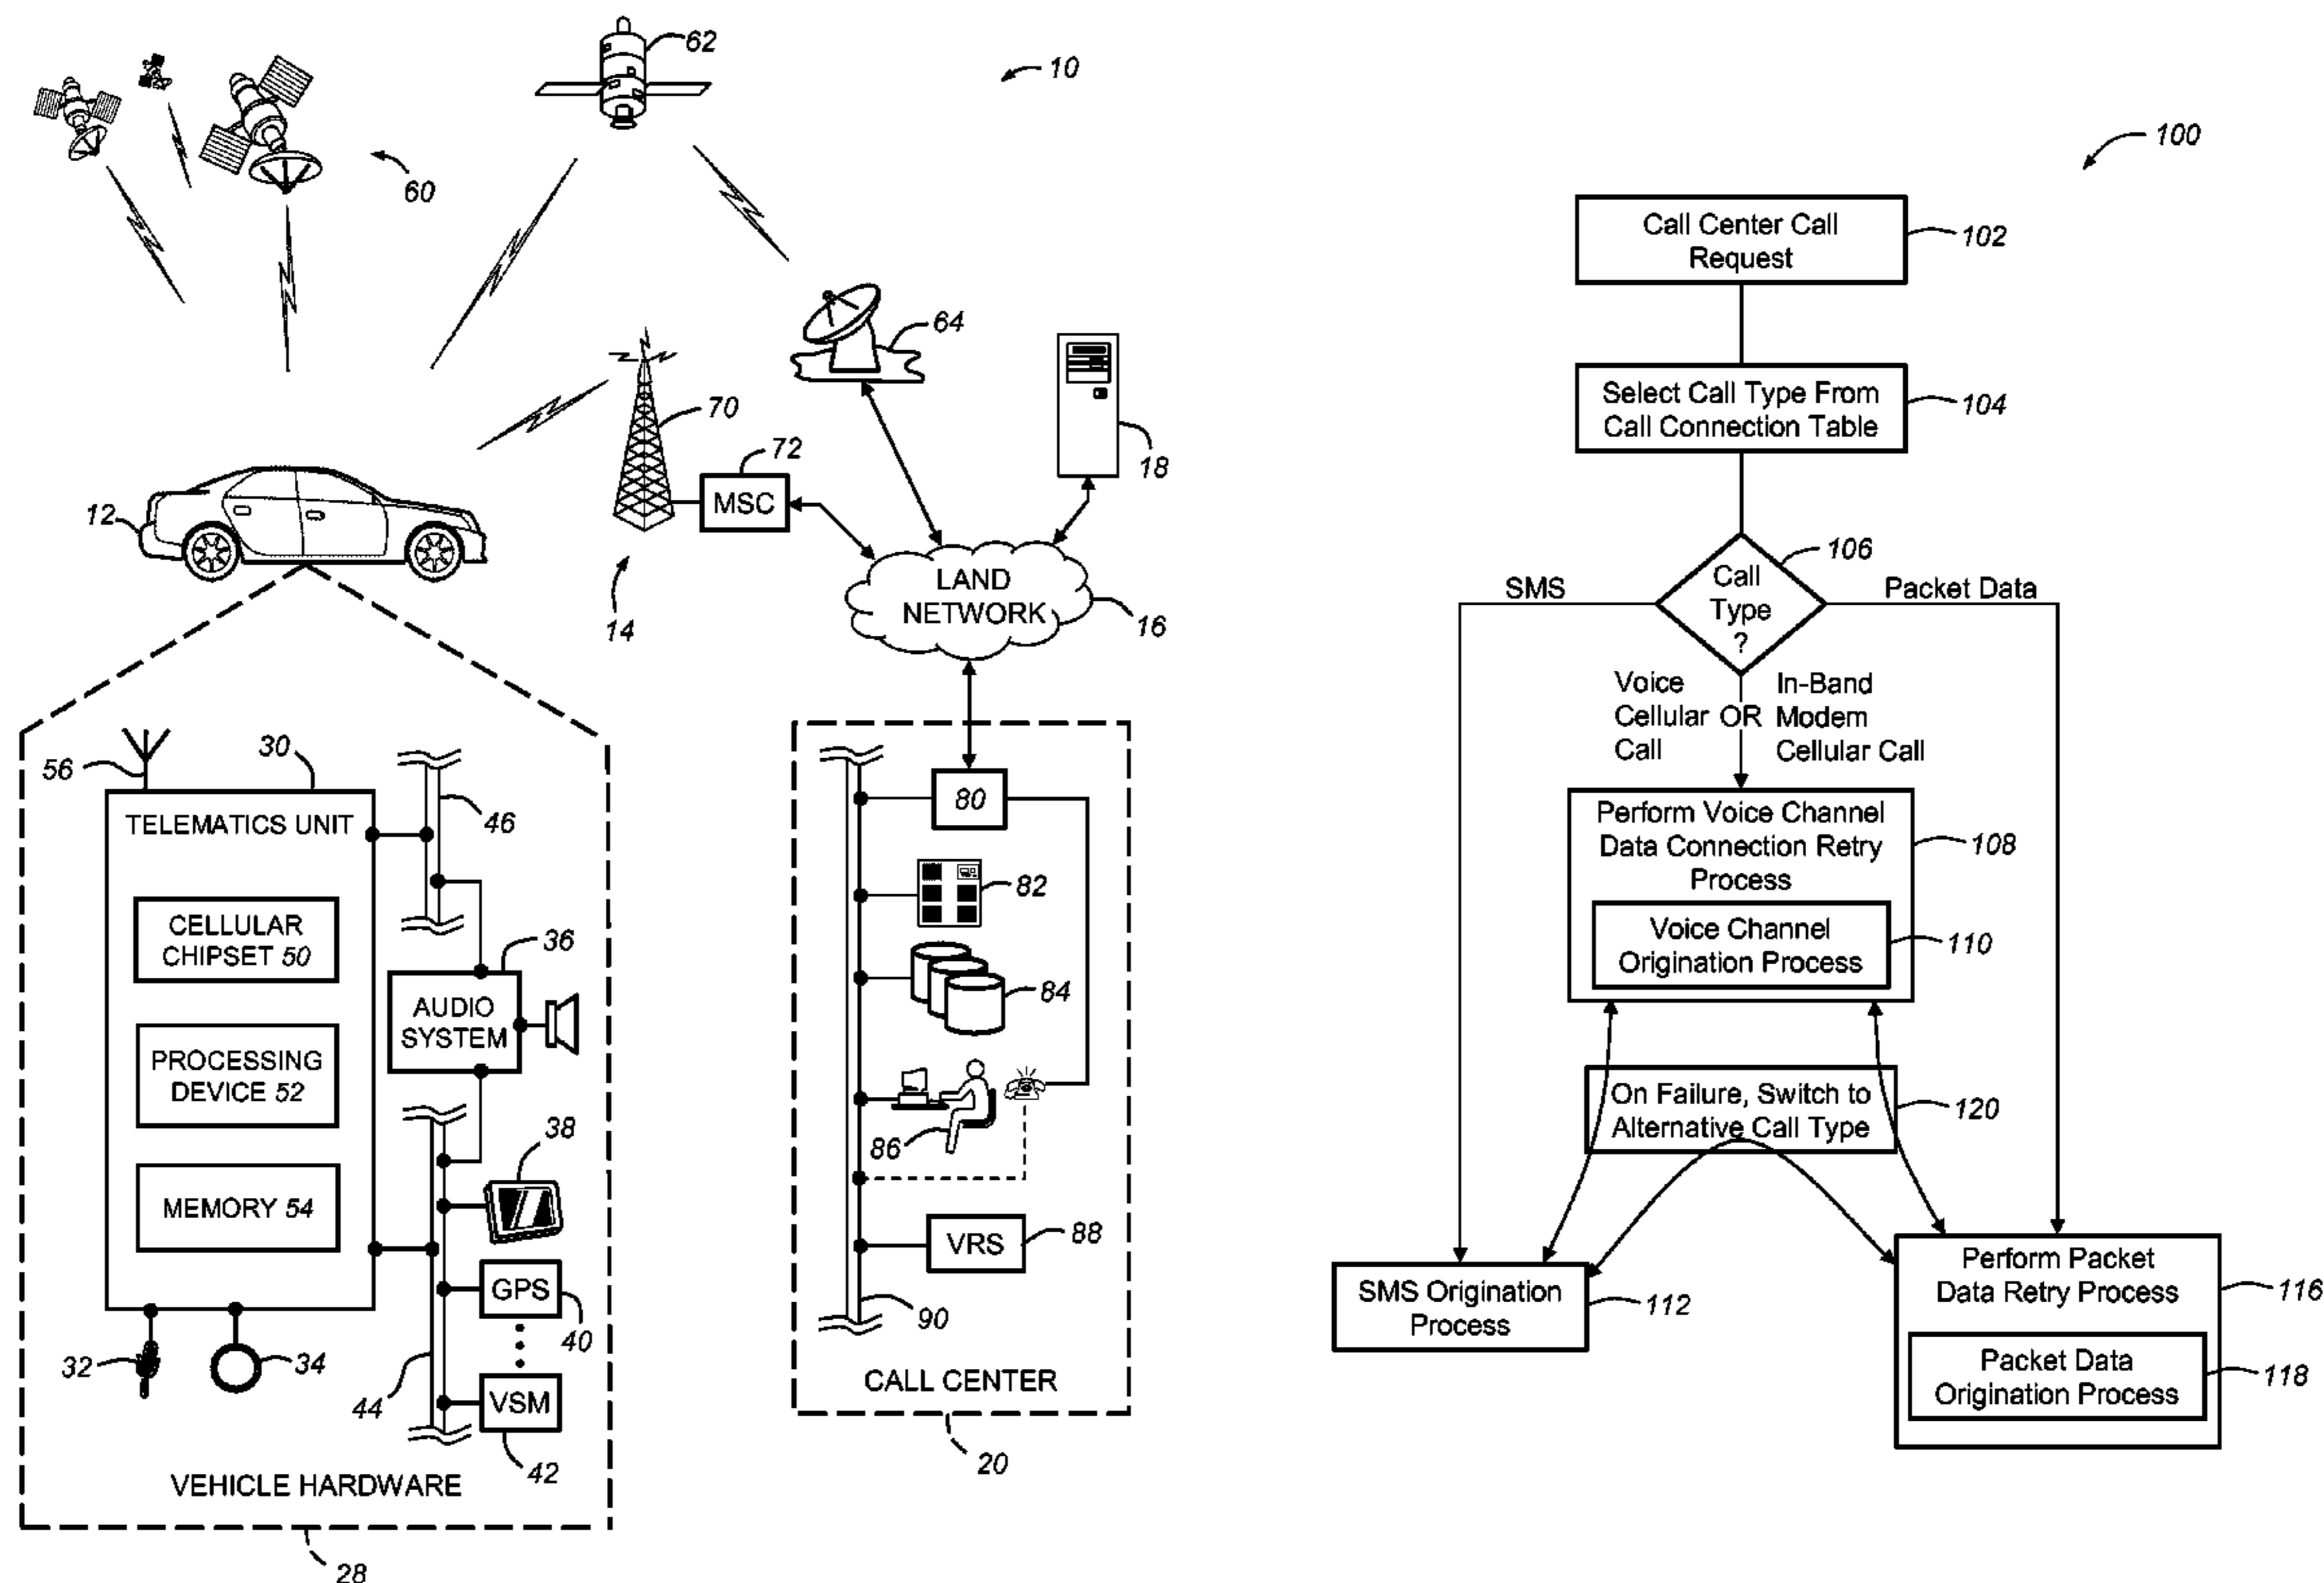 62
10
60
64
70
72
MSC
18
12
14
LAND
NETWORK
16
56
30
TELEMATICS UNIT
46
CELLULAR
CHIPSET 50
36
AUDIO
SYSTEM
PROCESSING
DEVICE 52
38
MEMORY 54
GPS
40
32
34
44
VSM
42
VEHICLE HARDWARE
28
80
82
84
86
VRS
88
90
CALL CENTER
20
100
Call Center Call
Request
102
Select Call Type From
Call Connection Table
104
106
Call
Type
?
SMS
Packet Data
Voice
Cellular
Call
OR
In-Band
Modem
Cellular Call
Perform Voice Channel
Data Connection Retry
Process
108
Voice Channel
Origination Process
110
On Failure, Switch to
Alternative Call Type
120
SMS Origination
Process
112
Perform Packet
Data Retry Process
116
Packet Data
Origination Process
118